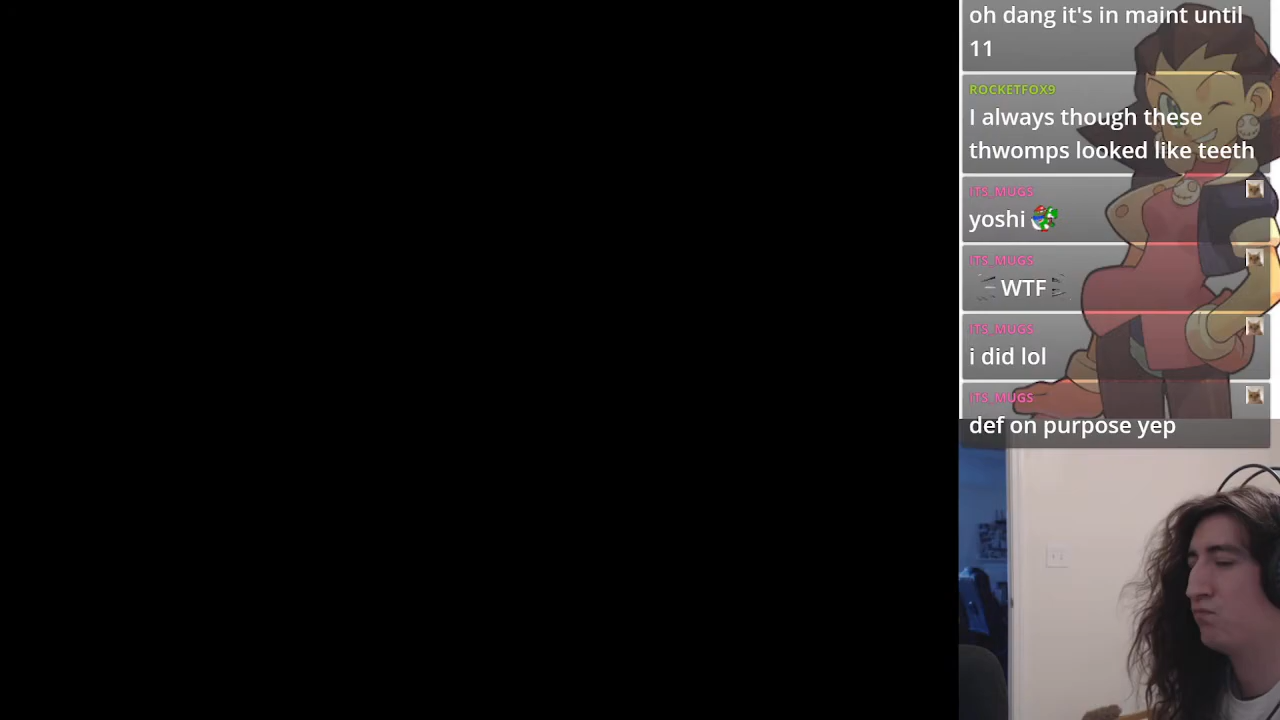 oh dang it's in maint until
11
ROCKETFOX9
I always though these
thwomps looked like teeth
ITS_MUGS
yoshi
ITS_MUGS
WTF
ITS_MUGS
i did lol
ITS_MUGS
def on purpose yep